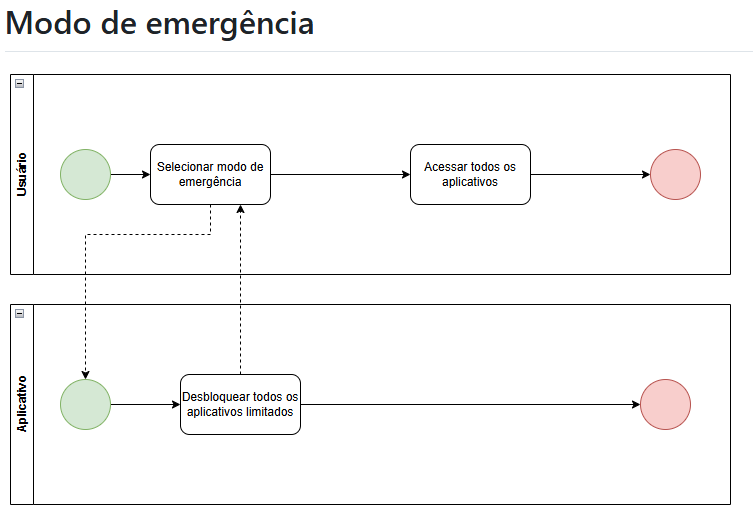 Modo de emergência
Usuário
Selecionar modo de
emergência
Acessar todos os
aplicativos
Aplicativo
Desbloquear todos os
aplicativos limitados